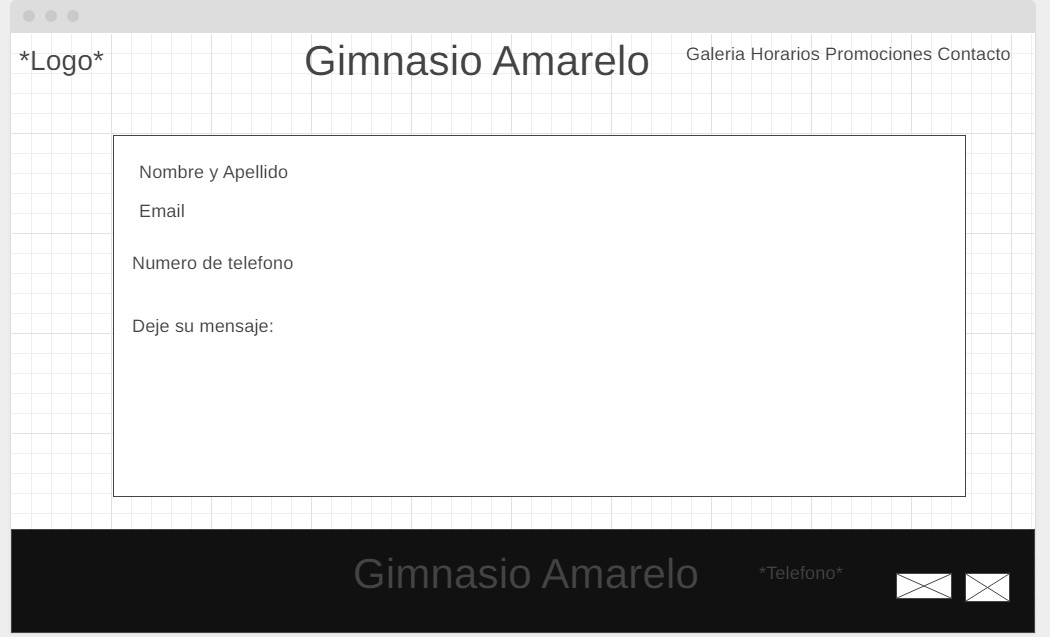 *Logo*
Gimnasio Amarelo
Galeria Horarios Promociones Contacto
Nombre y Apellido
Email
Numero de telefono
Deje su mensaje:
Gimnasio Amarelo
*Telefono*